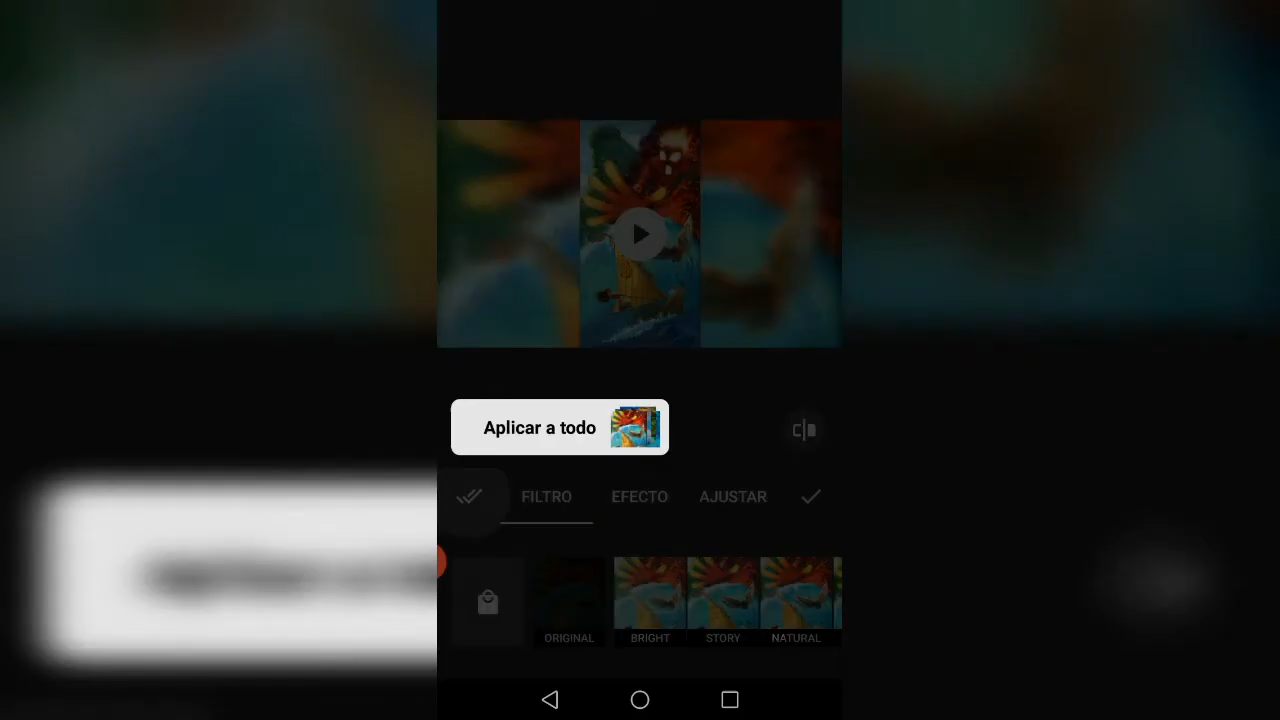 Aplicar a todo
FILTRO EFECTO AJUSTAR
ORIGINAL BRIGHT STORY NATURAL